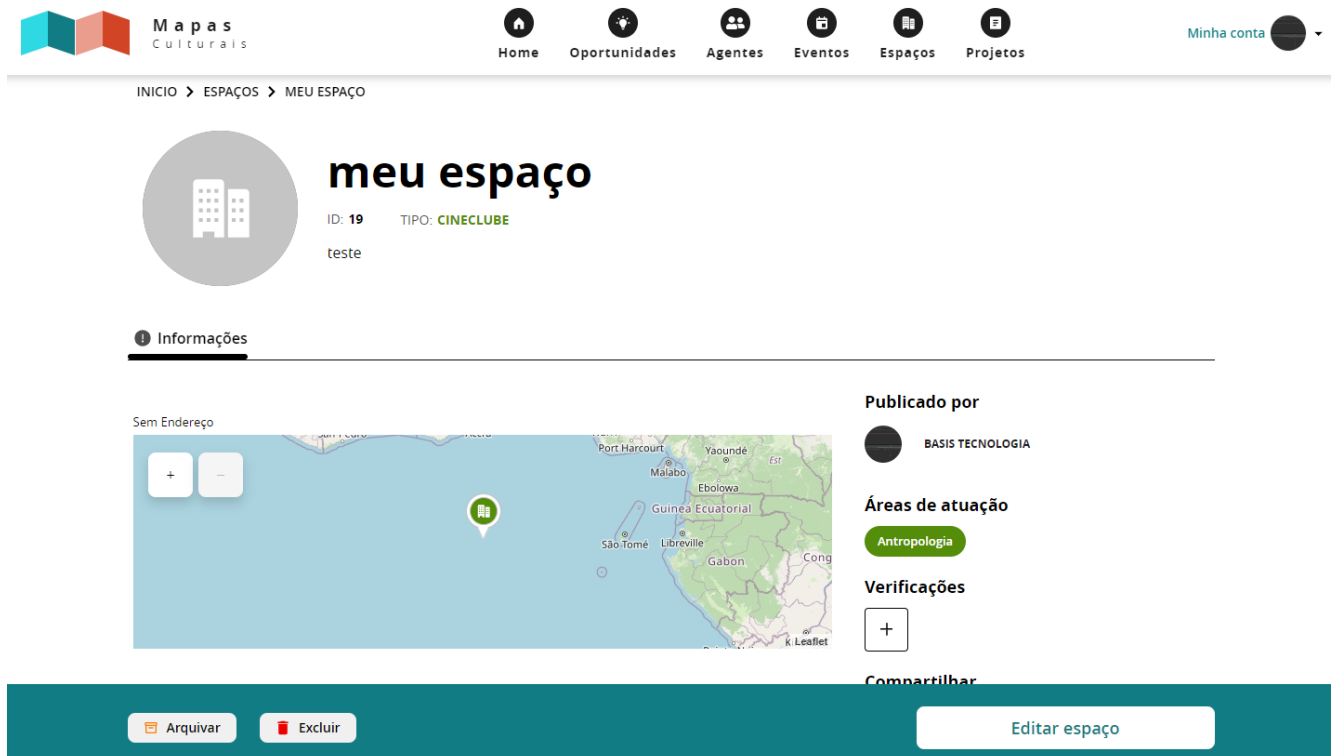 Mapas
Culturais
Home
Oportunidades
Agentes
Eventos
Espaços
Projetos
Minha conta
INICIO > ESPAÇOS > MEU ESPAÇO
meu espaço
ID: 19 TIPO: CINECLUBE
teste
Informações
Publicado por
BASIS TECNOLOGIA
Sem Endereço
+ −
Port Harcourt
Yaoundé
Est
Malabo
Ebolowa
Guinea Ecuatorial
São Tomé
Libreville
Gabon
Cong
Leaflet
Áreas de atuação
Antropologia
Verificações
+
Compartilhar
Arquivar
Excluir
Editar espaço